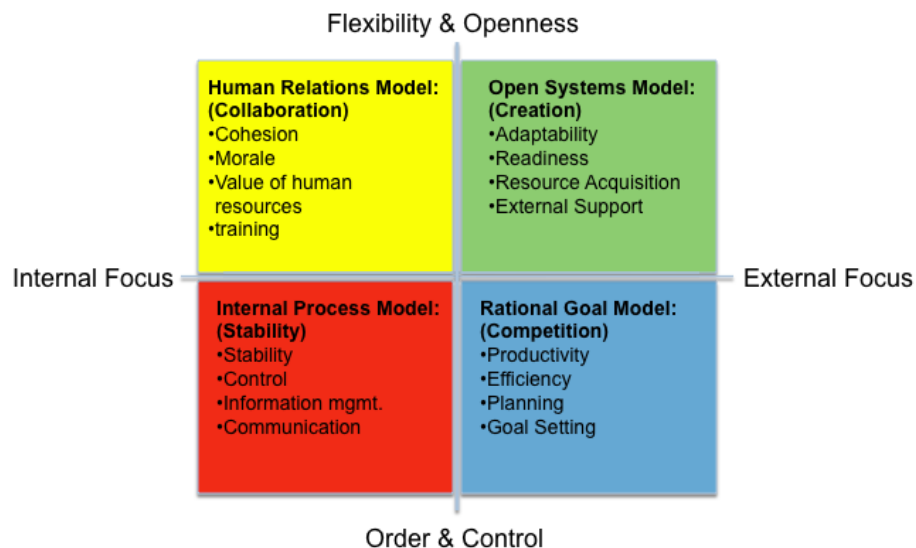 Flexibility & Openness
Human Relations Model:
(Collaboration)
•Cohesion
•Morale
•Value of human
resources
•training
Open Systems Model:
(Creation)
•Adaptability
•Readiness
•Resource Acquisition
•External Support
Internal Focus
External Focus
Internal Process Model:
(Stability)
•Stability
•Control
•Information mgmt.
•Communication
Rational Goal Model:
(Competition)
•Productivity
•Efficiency
•Planning
•Goal Setting
Order & Control